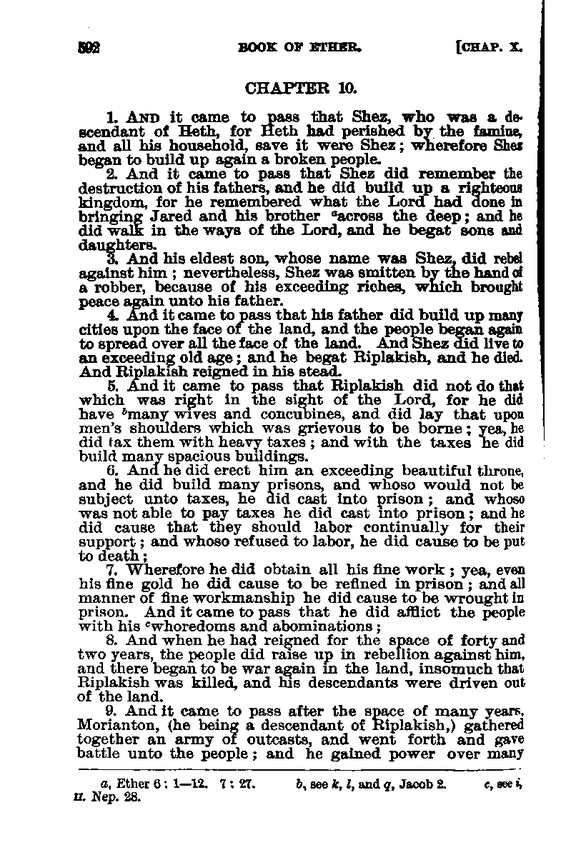 592 BOOK OF ETHER. [CHAP. X.
CHAPTER 10.
1. AND it came to pass that Shez, who was a de-
scendant of Heth, for Heth had perished by the famine,
and all his household, save it were Shez; wherefore Shez
began to build up again a broken people.
2. And it came to pass that Shez did remember the
destruction of his fathers, and he did build up a righteous
kingdom, for he remembered what the Lord had done in
bringing Jared and his brother ᵃacross the deep; and he
did walk in the ways of the Lord, and he begat sons and
daughters.
3. And his eldest son, whose name was Shez, did rebel
against him; nevertheless, Shez was smitten by the hand of
a robber, because of his exceeding riches, which brought
peace again unto his father.
4. And it came to pass that his father did build up many
cities upon the face of the land, and the people began again
to spread over all the face of the land. And Shez did live to
an exceeding old age; and he begat Riplakish, and he died.
And Riplakish reigned in his stead.
5. And it came to pass that Riplakish did not do that
which was right in the sight of the Lord, for he did
have ᵇmany wives and concubines, and did lay that upon
men's shoulders which was grievous to be borne; yea, he
did tax them with heavy taxes; and with the taxes he did
build many spacious buildings.
6. And he did erect him an exceeding beautiful throne,
and he did build many prisons, and whoso would not be
subject unto taxes, he did cast into prison; and whoso
was not able to pay taxes he did cast into prison; and he
did cause that they should labor continually for their
support; and whoso refused to labor, he did cause to be put
to death;
7. Wherefore he did obtain all his fine work; yea, even
his fine gold he did cause to be refined in prison; and all
manner of fine workmanship he did cause to be wrought in
prison. And it came to pass that he did afflict the people
with his ᶜwhoredoms and abominations;
8. And when he had reigned for the space of forty and
two years, the people did raise up in rebellion against him,
and there began to be war again in the land, insomuch that
Riplakish was killed, and his descendants were driven out
of the land.
9. And it came to pass after the space of many years,
Morianton, (he being a descendant of Riplakish,) gathered
together an army of outcasts, and went forth and gave
battle unto the people; and he gained power over many
a, Ether 6: 1—12. 7: 27. b, see k, l, and q, Jacob 2. c, see i,
II. Nep. 28.